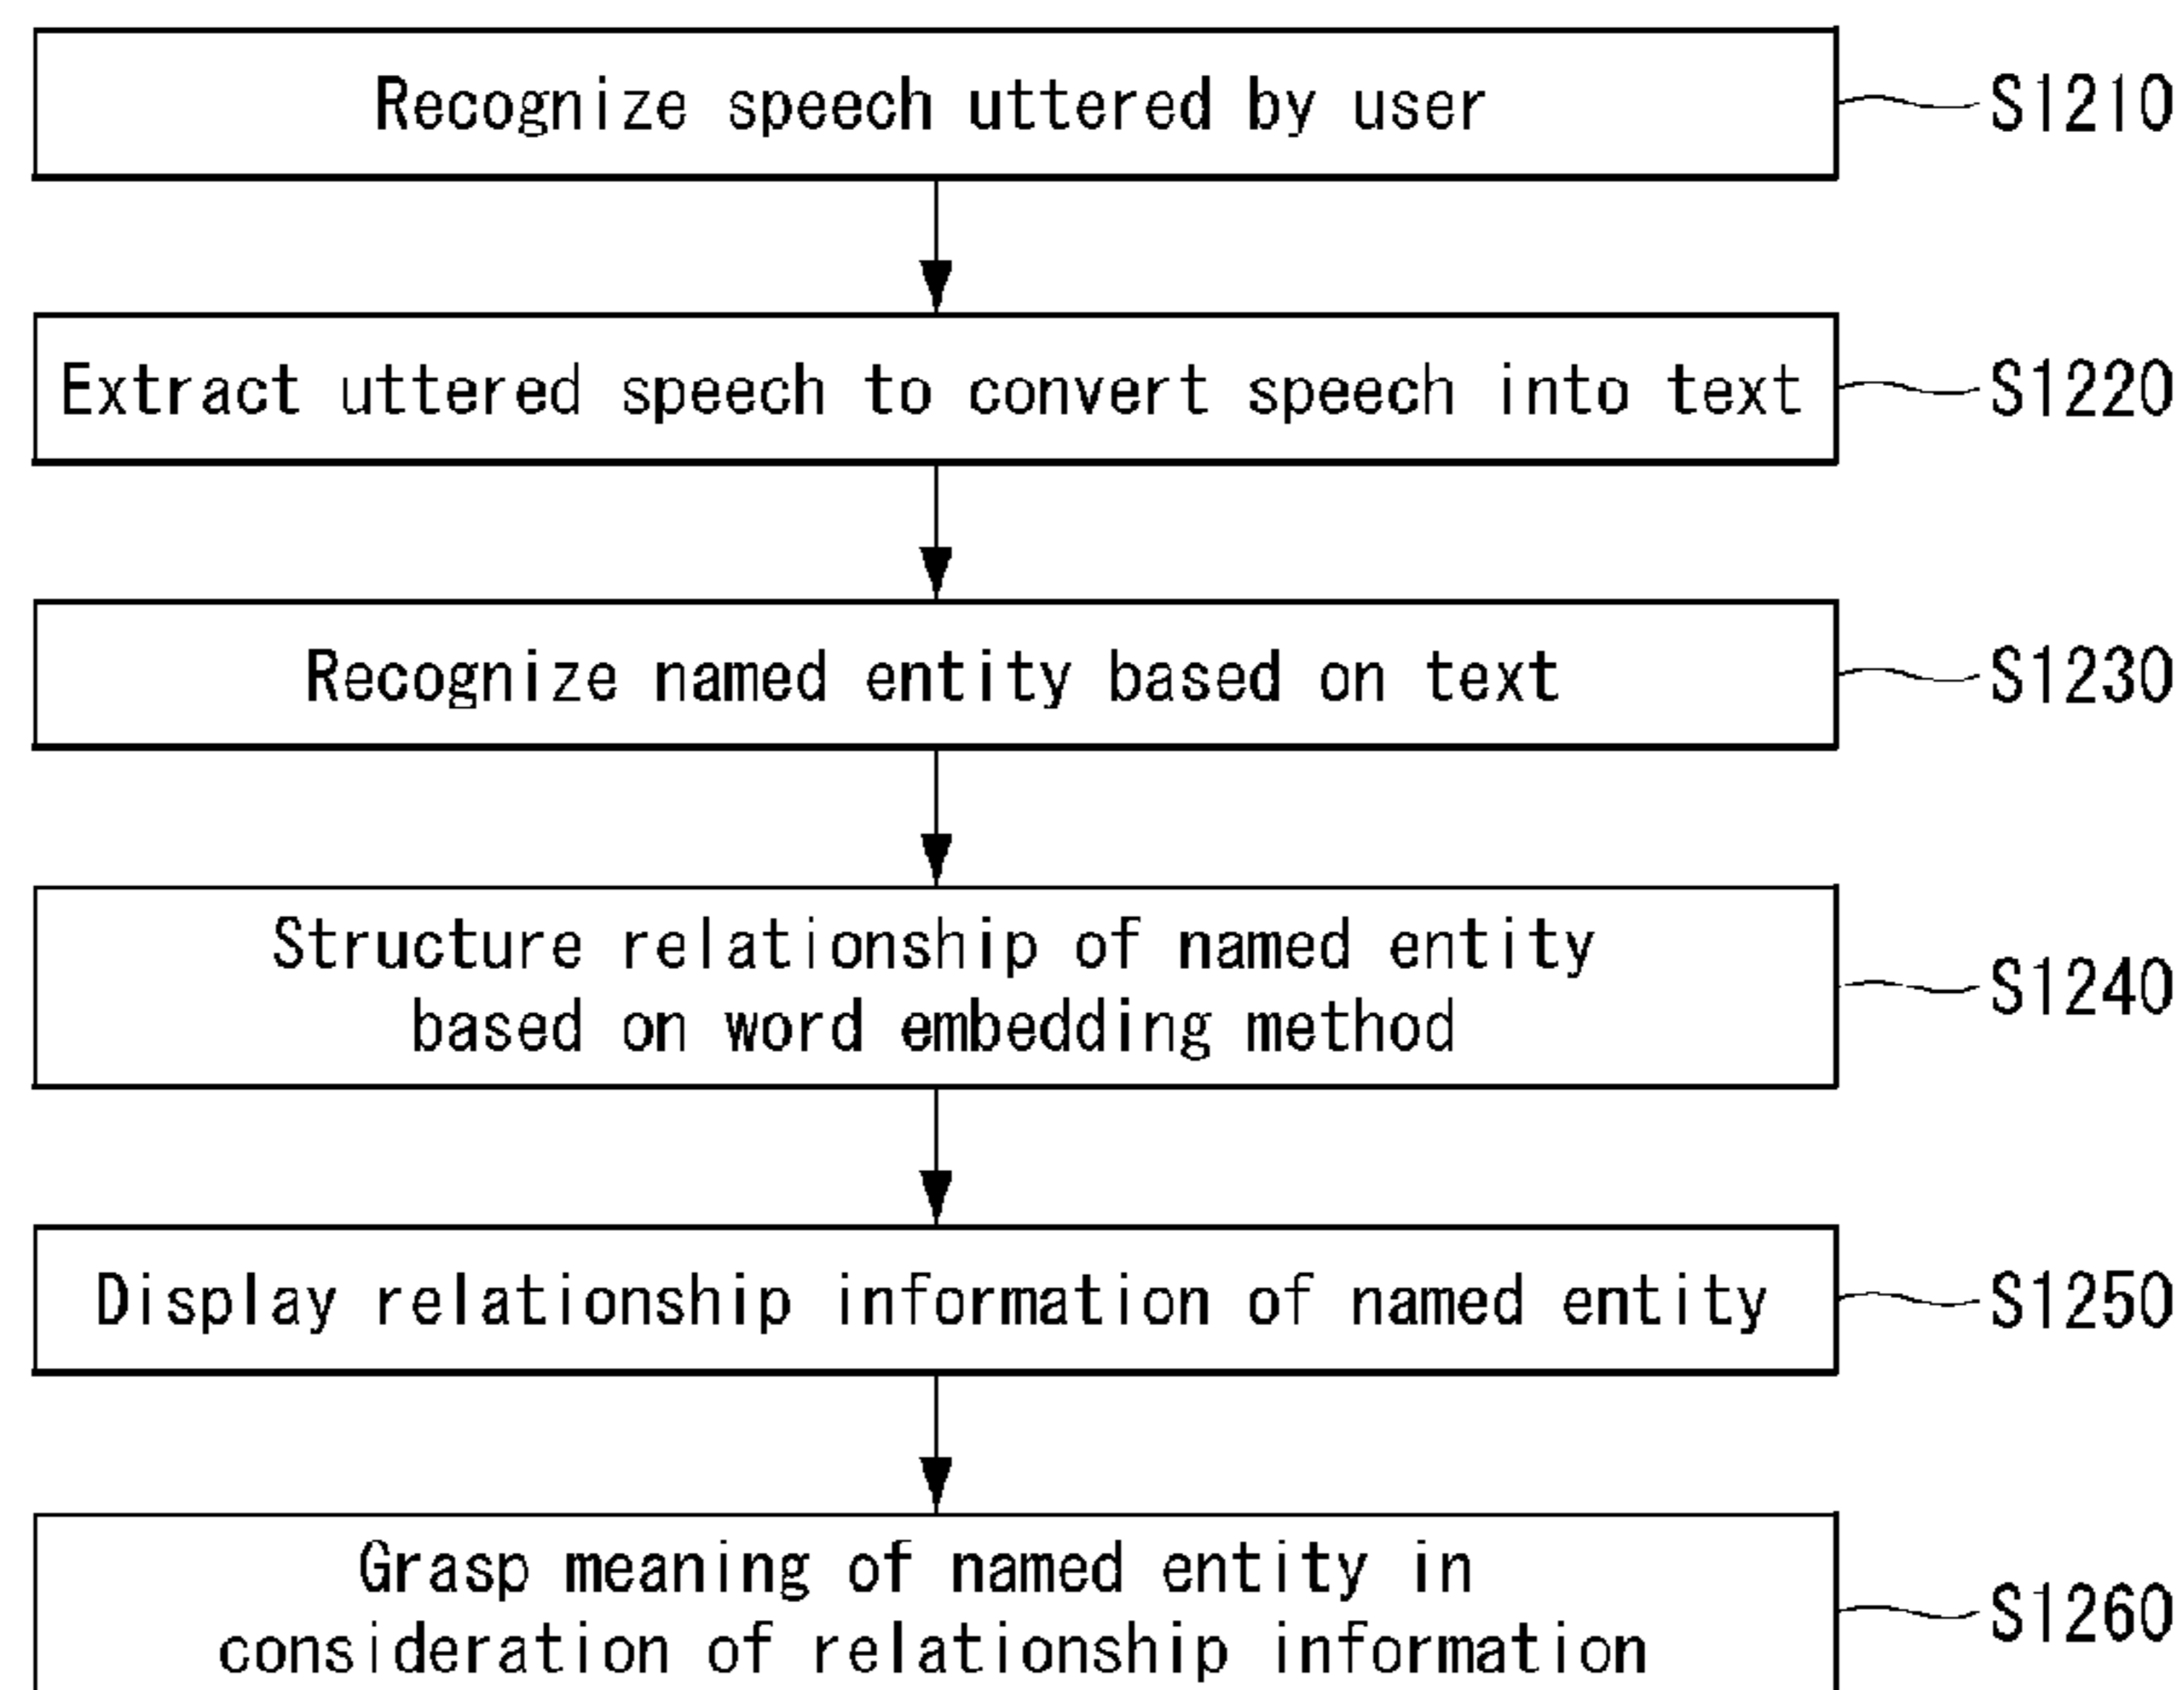 Recognize speech uttered by user
S1210
Extract uttered speech to convert speech into text
S1220
Recognize named entity based on text
S1230
Structure relationship of named entity
based on word embedding method
S1240
Display relationship information of named entity
S1250
Grasp meaning of named entity in
consideration of relationship information
S1260